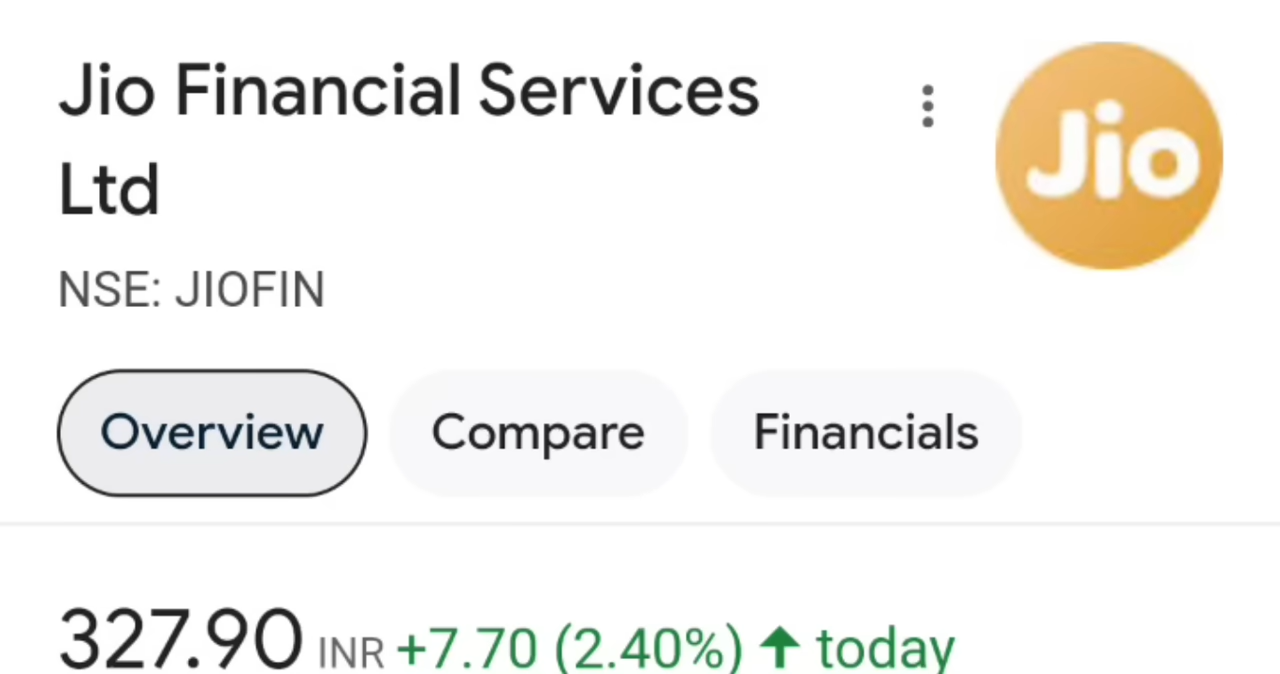 Jio Financial Services
Ltd
Jio
NSE: JIOFIN
Overview Compare Financials
327.90 INR +7.70 (2.40%) ↑ today